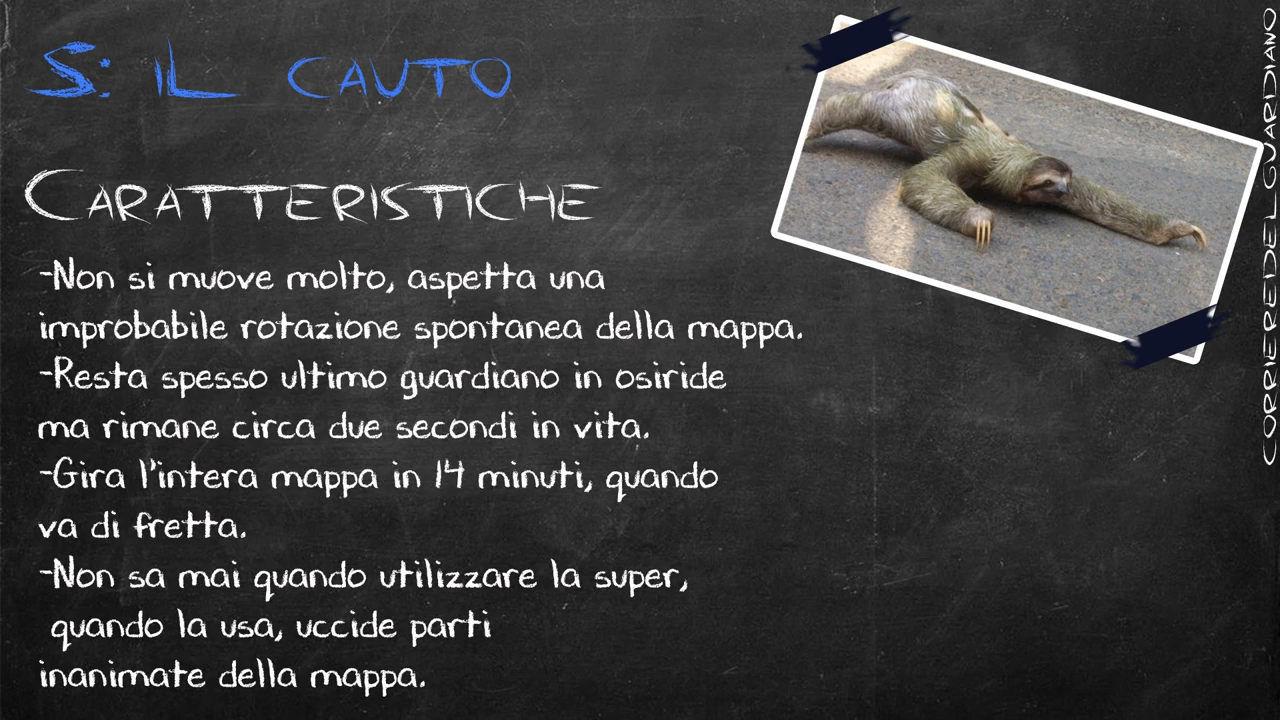 S: IL CAUTO
CARATTERISTICHE
-Non si muove molto, aspetta una
improbabile rotazione spontanea della mappa.
-Resta spesso ultimo guardiano in osiride
ma rimane circa due secondi in vita.
-Gira l'intera mappa in 14 minuti, quando
va di fretta.
-Non sa mai quando utilizzare la super,
quando la usa, uccide parti
inanimate della mappa.
CORRIERE DEL GUARDIANO